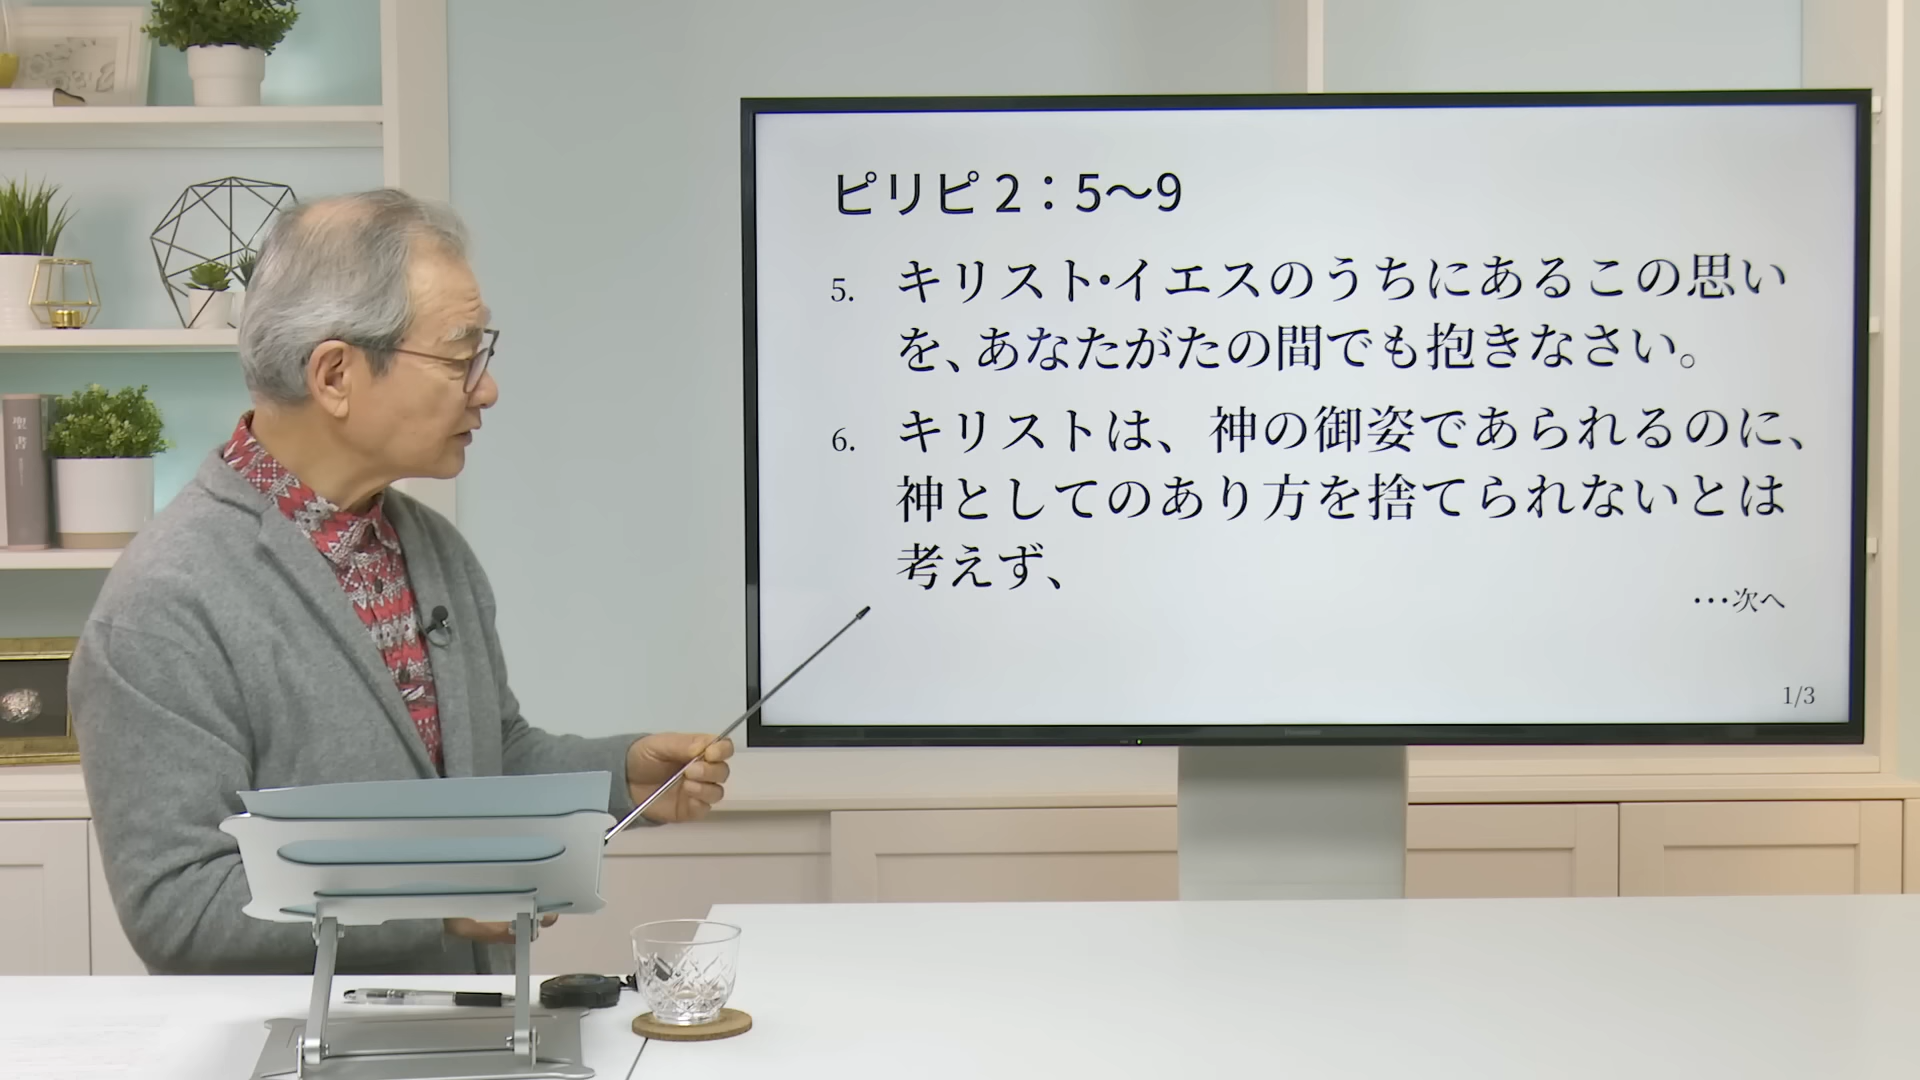 ピリピ 2：5〜9
5. キリスト・イエスのうちにあるこの思い
を、あなたがたの間でも抱きなさい。
6. キリストは、神の御姿であられるのに、
神としてのあり方を捨てられないとは
考えず、
…次へ
1/3
聖書